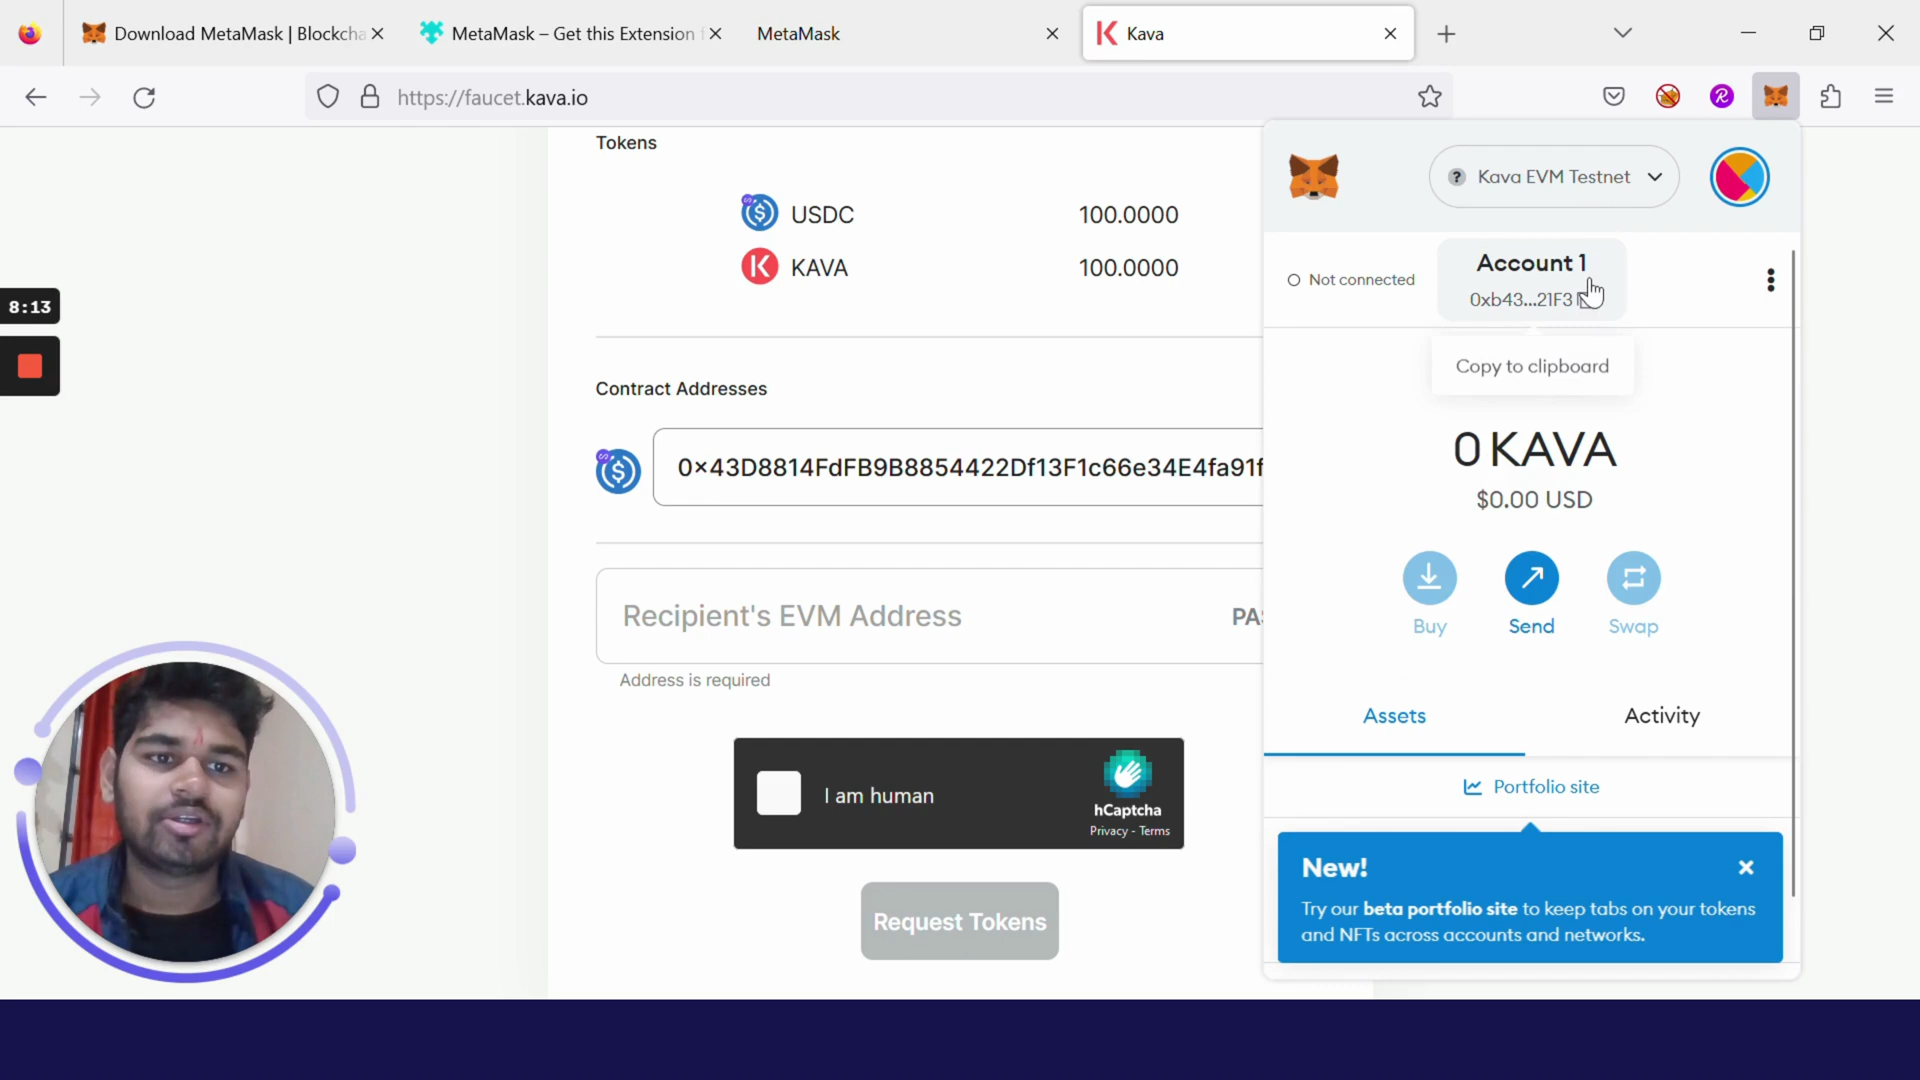 Download MetaMask | Blockcha
MetaMask – Get this Extension f
MetaMask
Kava
https://faucet.kava.io
Tokens
USDC 100.0000
KAVA 100.0000
8:13
Contract Addresses
0×43D8814FdFB9B8854422Df13F1c66e34E4fa91f
Recipient's EVM Address PAS
Address is required
I am human
hCaptcha
Privacy - Terms
Request Tokens
Kava EVM Testnet
Not connected
Account 1
0xb43...21F3
Copy to clipboard
0 KAVA
$0.00 USD
Buy
Send
Swap
Assets
Activity
Portfolio site
New!
Try our beta portfolio site to keep tabs on your tokens
and NFTs across accounts and networks.